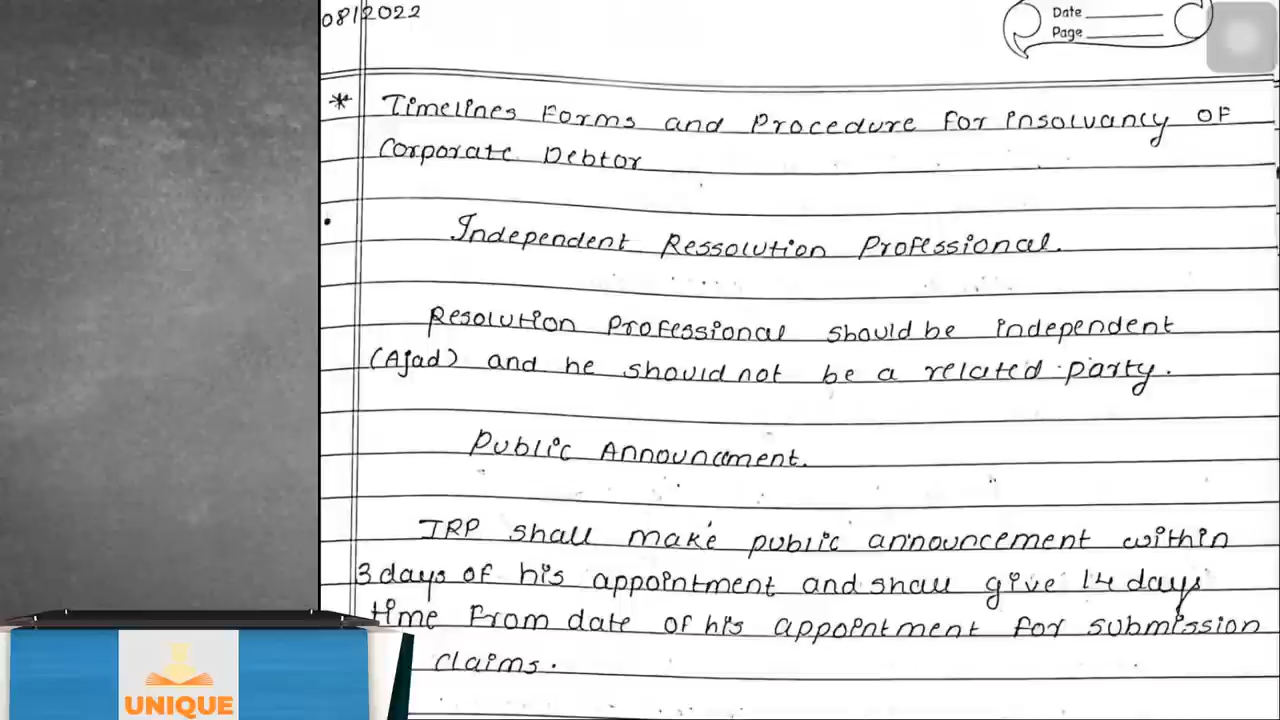 08/2022
Date
Page
* Timelines Forms and Procedure for insolvancy of
Corporate Debtor
Independent Ressolution Professional.
Resolution Professional should be independent
(Ajad) and he should not be a related party.
Public Announcment.
IRP shall make public announcement within
3 days of his appointment and shall give 14 days
time from date of his appointment for submission
claims.
UNIQUE